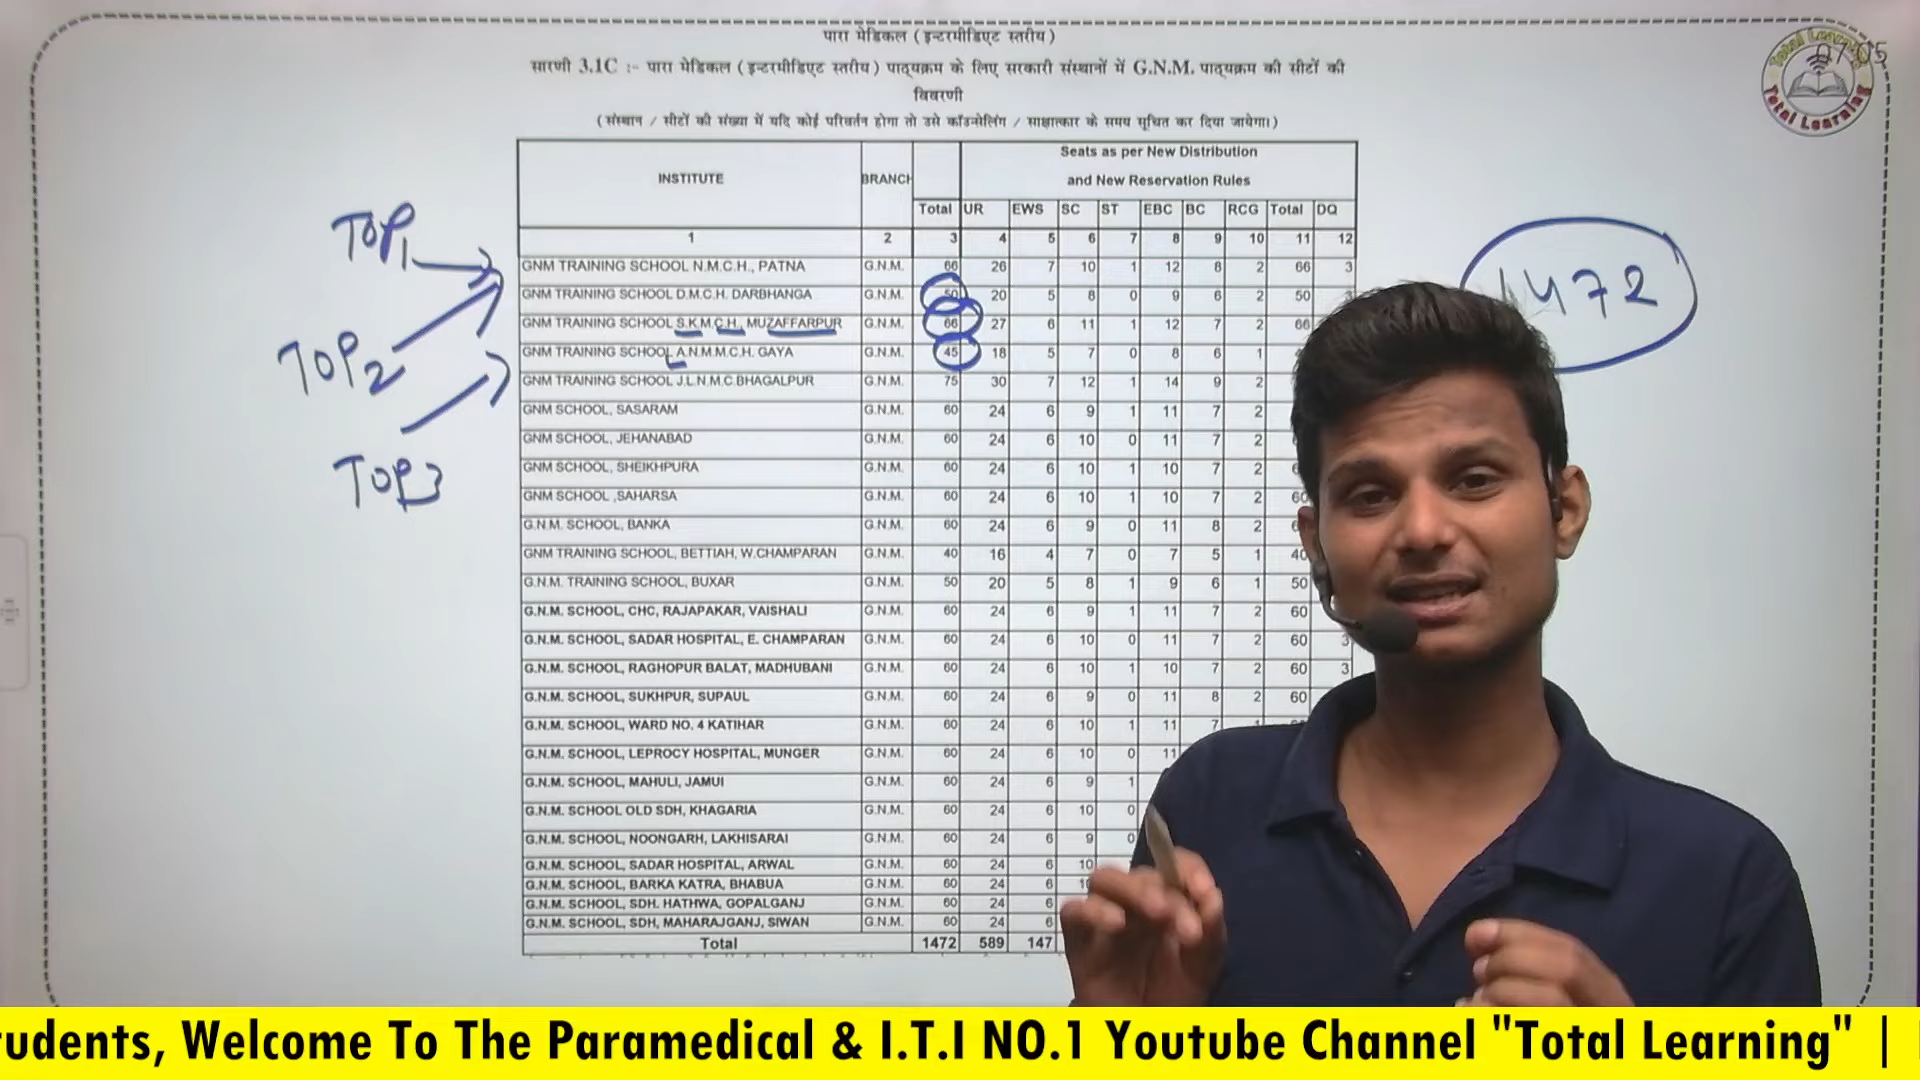 पारा मेडिकल (इन्टरमीडिएट स्तरीय)
सारणी 3.1C :- पारा मेडिकल (इन्टरमीडिएट स्तरीय) पाठ्यक्रम के लिए सरकारी संस्थानों में G.N.M. पाठ्यक्रम की सीटों की
विवरणी
(संस्थान / सीटों की संख्या में यदि कोई परिवर्तन होगा तो उसे काँउन्सेलिंग / साक्षात्कार के समय सूचित कर दिया जायेगा।)
Total Learning
Total Learning
INSTITUTE BRANCH Seats as per New Distribution
and New Reservation Rules
Total UR EWS SC ST EBC BC RCG Total DQ
1 2 3 4 5 6 7 8 9 10 11 12
GNM TRAINING SCHOOL N.M.C.H., PATNA G.N.M. 66 26 7 10 1 12 8 2 66 3
GNM TRAINING SCHOOL D.M.C.H. DARBHANGA G.N.M. 50 20 5 8 0 9 6 2 50
GNM TRAINING SCHOOL S.K.M.C.H., MUZAFFARPUR G.N.M. 66 27 6 11 1 12 7 2 66
GNM TRAINING SCHOOL A.N.M.M.C.H. GAYA G.N.M. 45 18 5 7 0 8 6 1
GNM TRAINING SCHOOL J.L.N.M.C.BHAGALPUR G.N.M. 75 30 7 12 1 14 9 2
GNM SCHOOL, SASARAM G.N.M. 60 24 6 9 1 11 7 2
GNM SCHOOL, JEHANABAD G.N.M. 60 24 6 10 0 11 7 2
GNM SCHOOL, SHEIKHPURA G.N.M. 60 24 6 10 1 10 7 2
GNM SCHOOL ,SAHARSA G.N.M. 60 24 6 10 1 10 7 2 60
G.N.M. SCHOOL, BANKA G.N.M. 60 24 6 9 0 11 8 2
GNM TRAINING SCHOOL, BETTIAH, W.CHAMPARAN G.N.M. 40 16 4 7 0 7 5 1 40
G.N.M. TRAINING SCHOOL, BUXAR G.N.M. 50 20 5 8 1 9 6 1 50
G.N.M. SCHOOL, CHC, RAJAPAKAR, VAISHALI G.N.M. 60 24 6 9 1 11 7 2 60
G.N.M. SCHOOL, SADAR HOSPITAL, E. CHAMPARAN G.N.M. 60 24 6 10 0 11 7 2 60 3
G.N.M. SCHOOL, RAGHOPUR BALAT, MADHUBANI G.N.M. 60 24 6 10 1 10 7 2 60 3
G.N.M. SCHOOL, SUKHPUR, SUPAUL G.N.M. 60 24 6 9 0 11 8 2 60
G.N.M. SCHOOL, WARD NO. 4 KATIHAR G.N.M. 60 24 6 10 1 11 7
G.N.M. SCHOOL, LEPROCY HOSPITAL, MUNGER G.N.M. 60 24 6 10 0 11
G.N.M. SCHOOL, MAHULI, JAMUI G.N.M. 60 24 6 9 1
G.N.M. SCHOOL OLD SDH, KHAGARIA G.N.M. 60 24 6 10 0
G.N.M. SCHOOL, NOONGARH, LAKHISARAI G.N.M. 60 24 6 9 0
G.N.M. SCHOOL, SADAR HOSPITAL, ARWAL G.N.M. 60 24 6 10
G.N.M. SCHOOL, BARKA KATRA, BHABUA G.N.M. 60 24 6 10
G.N.M. SCHOOL, SDH. HATHWA, GOPALGANJ G.N.M. 60 24 6
G.N.M. SCHOOL, SDH, MAHARAJGANJ, SIWAN G.N.M. 60 24 6
Total 1472 589 147
TOP1
TOP2
TOP3
1472
tudents, Welcome To The Paramedical & I.T.I NO.1 Youtube Channel "Total Learning" |